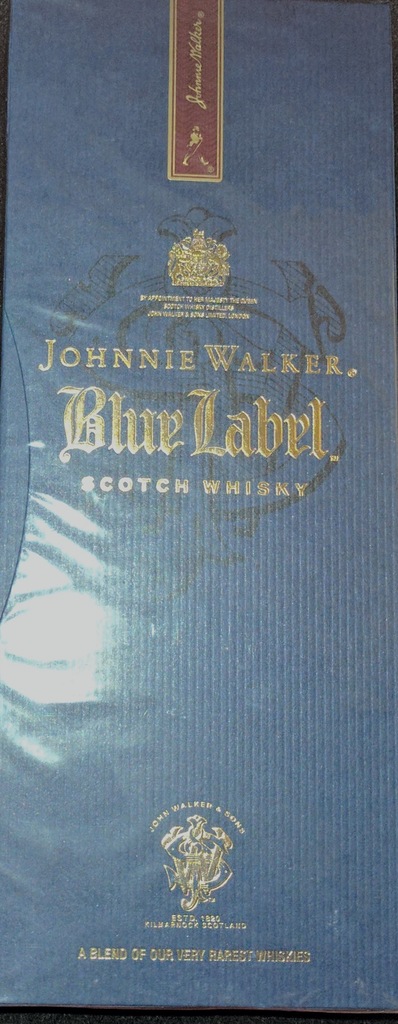 Johnnie Walker®
®
BY APPOINTMENT TO HER MAJESTY THE QUEEN
SCOTCH WHISKY DISTILLERS
JOHN WALKER & SONS LIMITED, LONDON
JOHNNIE WALKER®
Blue Label™
SCOTCH WHISKY
JOHN WALKER & SONS
ESTD. 1820
KILMARNOCK SCOTLAND
A BLEND OF OUR VERY RAREST WHISKIES